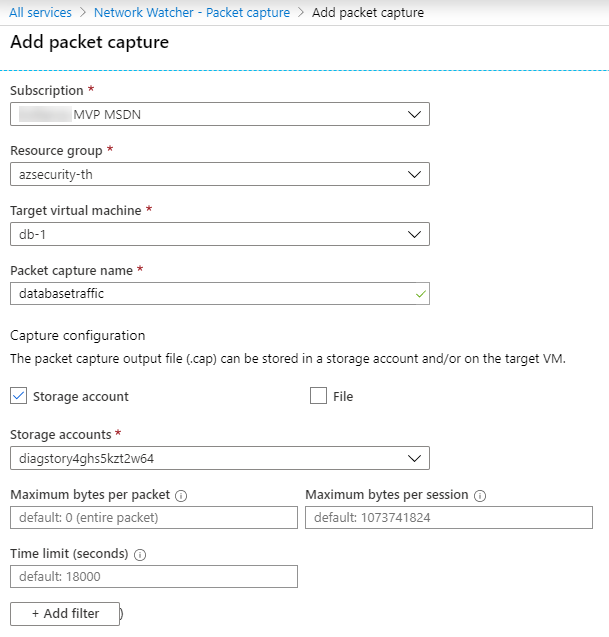 All services > Network Watcher - Packet capture > Add packet capture
Add packet capture
Subscription *
MVP MSDN
Resource group *
azsecurity-th
Target virtual machine *
db-1
Packet capture name *
databasetraffic
Capture configuration
The packet capture output file (.cap) can be stored in a storage account and/or on the target VM.
Storage account File
Storage accounts *
diagstory4ghs5kzt2w64
Maximum bytes per packet Maximum bytes per session
default: 0 (entire packet) default: 1073741824
Time limit (seconds)
default: 18000
+ Add filter )